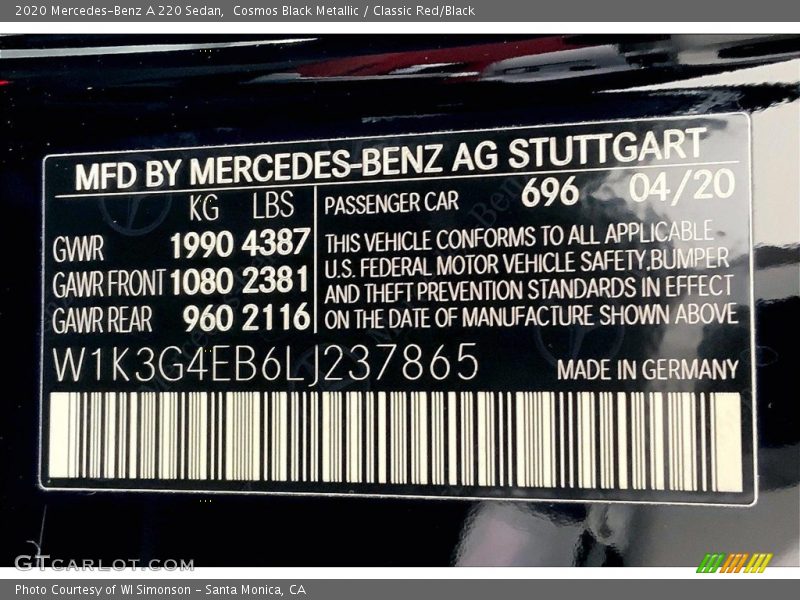 2020 Mercedes-Benz A 220 Sedan,  Cosmos Black Metallic / Classic Red/Black
MFD BY MERCEDES-BENZ AG STUTTGART
KG LBS PASSENGER CAR 696 04/20
GVWR 1990 4387 THIS VEHICLE CONFORMS TO ALL APPLICABLE
GAWR FRONT 1080 2381 U.S. FEDERAL MOTOR VEHICLE SAFETY,BUMPER
GAWR REAR 960 2116 AND THEFT PREVENTION STANDARDS IN EFFECT
ON THE DATE OF MANUFACTURE SHOWN ABOVE
W1K3G4EB6LJ237865 MADE IN GERMANY
GTCARLOT.COM
Photo Courtesy of WI Simonson - Santa Monica, CA